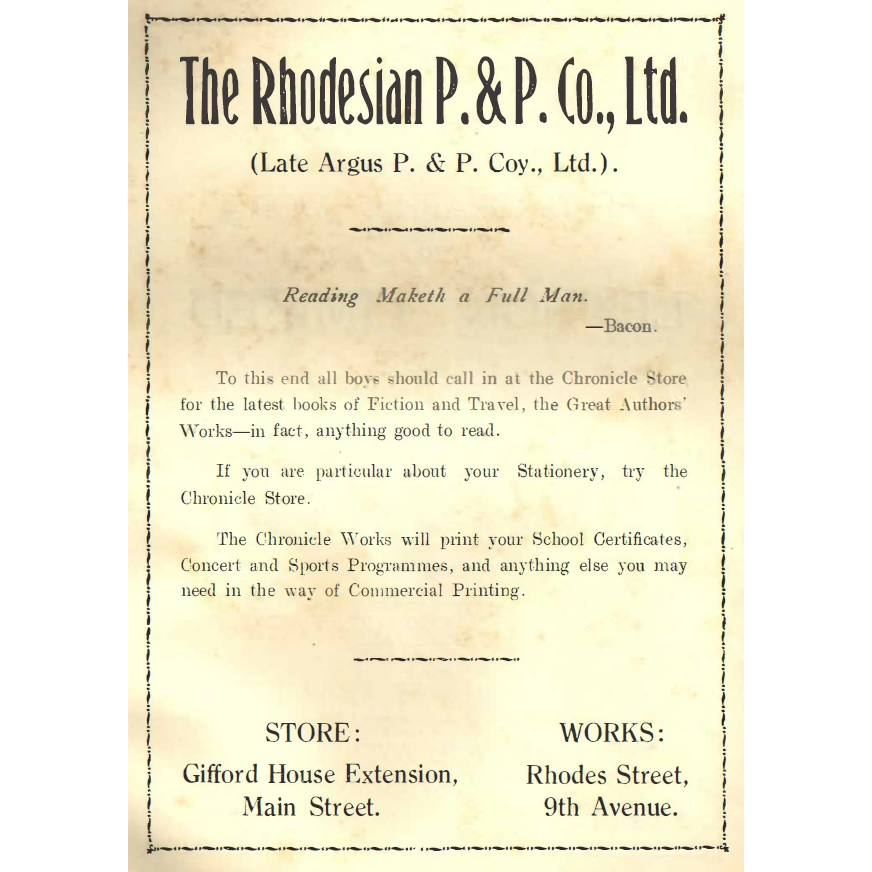 The Rhodesian P. & P. Co., Ltd.
(Late Argus P. & P. Coy., Ltd.).
Reading Maketh a Full Man.
—Bacon.
To this end all boys should call in at the Chronicle Store
for the latest books of Fiction and Travel, the Great Authors'
Works—in fact, anything good to read.
If you are particular about your Stationery, try the
Chronicle Store.
The Chronicle Works will print your School Certificates,
Concert and Sports Programmes, and anything else you may
need in the way of Commercial Printing.
STORE:
Gifford House Extension,
Main Street.
WORKS:
Rhodes Street,
9th Avenue.